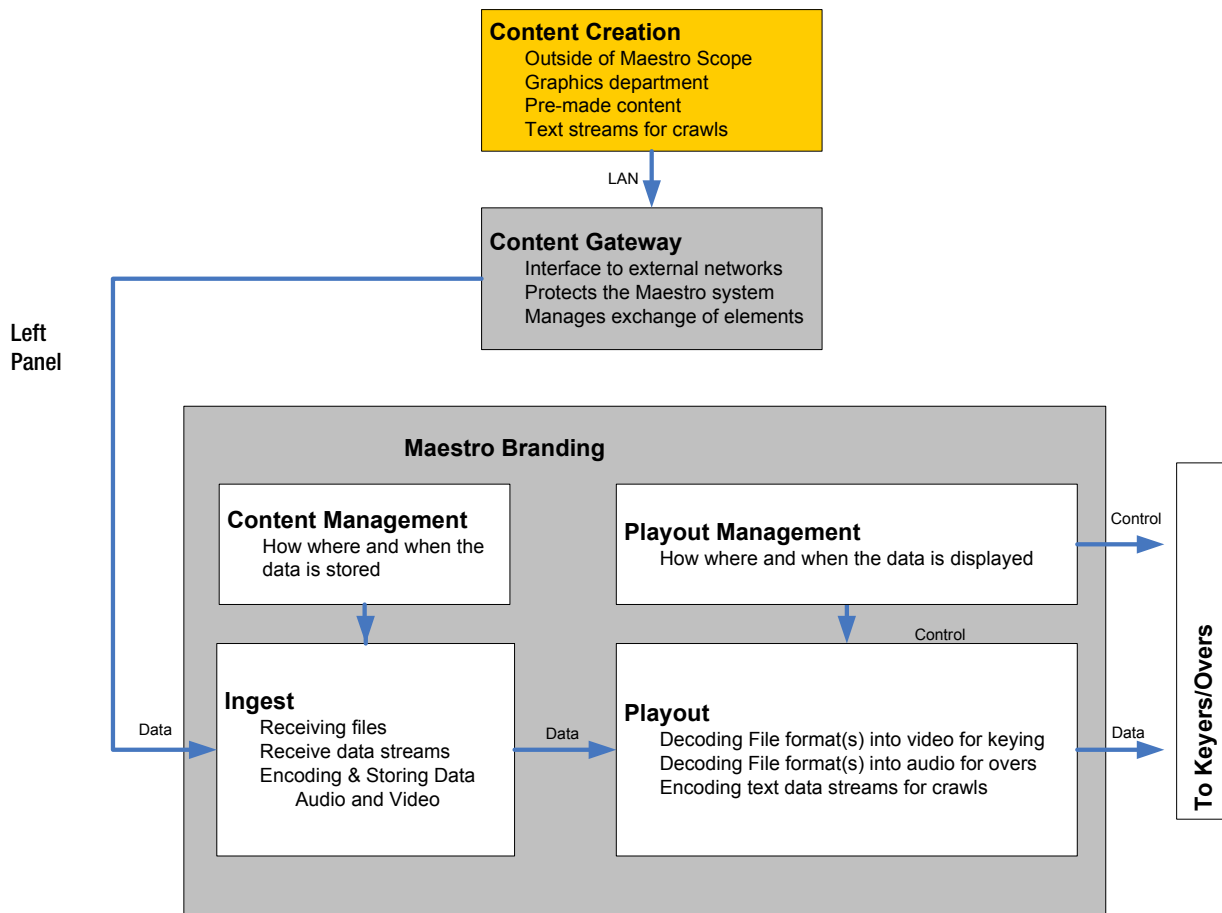 Content Creation
Outside of Maestro Scope
Graphics department
Pre-made content
Text streams for crawls
LAN
Content Gateway
Interface to external networks
Protects the Maestro system
Manages exchange of elements
Left
Panel
Maestro Branding
Content Management
How where and when the
data is stored
Playout Management
How where and when the data is displayed
Control
Control
Data
Ingest
Receiving files
Receive data streams
Encoding & Storing Data
Audio and Video
Data
Playout
Decoding File format(s) into video for keying
Decoding File format(s) into audio for overs
Encoding text data streams for crawls
Data
To Keyers/Overs